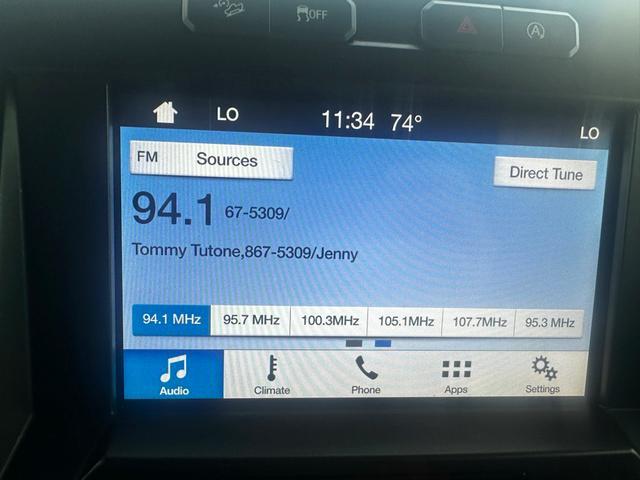 OFF
A
LO 11:34 74° LO
FM Sources
Direct Tune
94.1 67-5309/
Tommy Tutone,867-5309/Jenny
94.1 MHz 95.7 MHz 100.3MHz 105.1MHz 107.7MHz 95.3 MHz
Audio Climate Phone Apps Settings